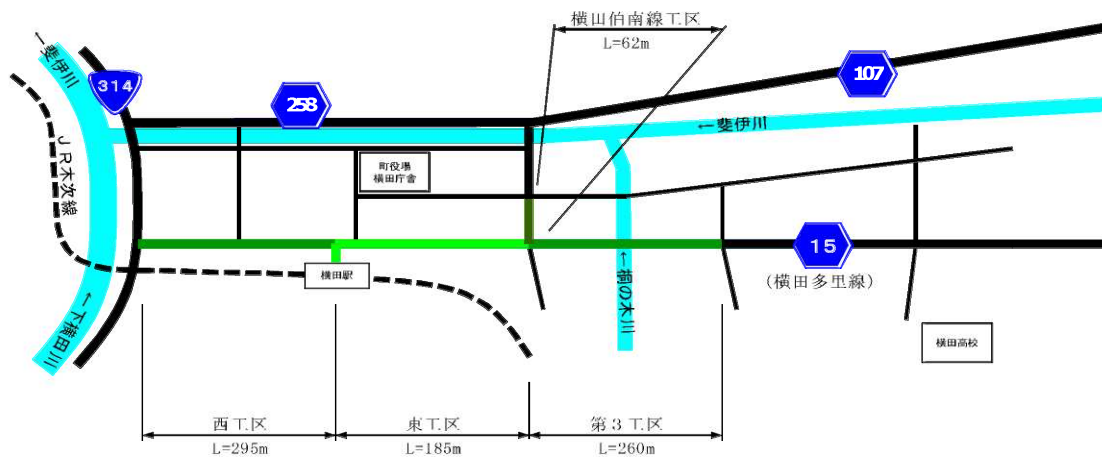 横山伯南線工区
L=62m
←斐伊川
314
258
107
←斐伊川
JR木次線
町役場
横田庁舎
15
(横田多里線)
横田駅
←桐の木川
←下横田川
横田高校
西工区
L=295m
東工区
L=185m
第3工区
L=260m